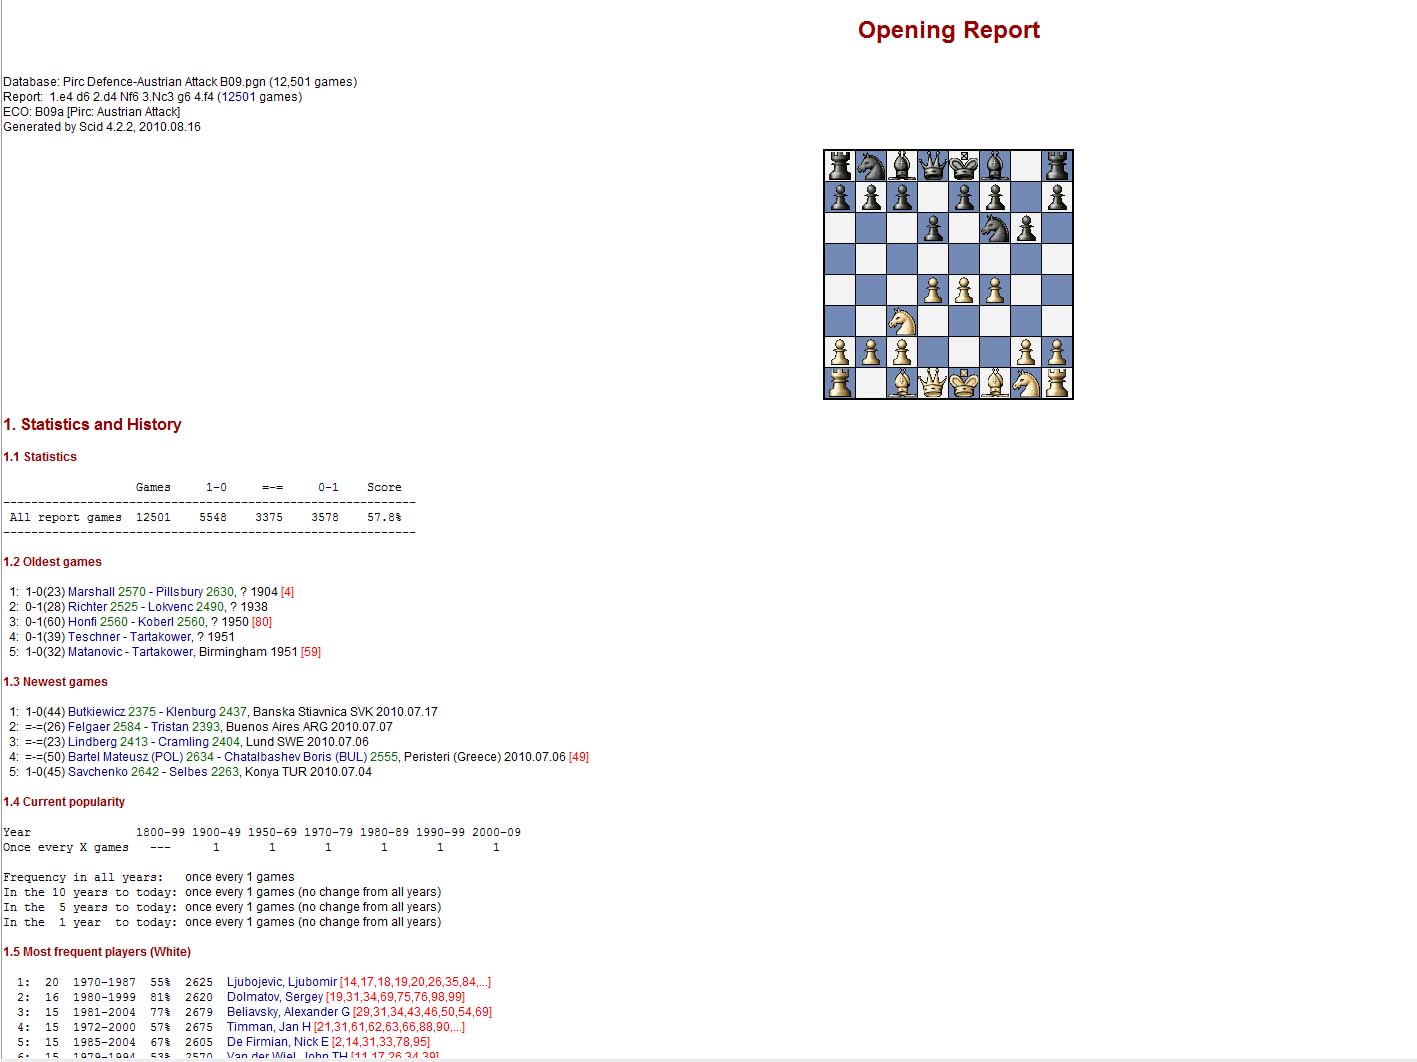 Opening Report
Database: Pirc Defence-Austrian Attack B09.pgn (12,501 games)
Report: 1.e4 d6 2.d4 Nf6 3.Nc3 g6 4.f4 (12501 games)
ECO: B09a [Pirc: Austrian Attack]
Generated by Scid 4.2.2, 2010.08.16
1. Statistics and History
1.1 Statistics
Games 1-0 =-= 0-1 Score
-----------------------------------------------------------
All report games 12501 5548 3375 3578 57.8%
-----------------------------------------------------------
1.2 Oldest games
1: 1-0(23) Marshall 2570 - Pillsbury 2630, ? 1904 [4]
2: 0-1(28) Richter 2525 - Lokvenc 2490, ? 1938
3: 0-1(60) Honfi 2560 - Koberl 2560, ? 1950 [80]
4: 0-1(39) Teschner - Tartakower, ? 1951
5: 1-0(32) Matanovic - Tartakower, Birmingham 1951 [59]
1.3 Newest games
1: 1-0(44) Butkiewicz 2375 - Klenburg 2437, Banska Stiavnica SVK 2010.07.17
2: =-=(26) Felgaer 2584 - Tristan 2393, Buenos Aires ARG 2010.07.07
3: =-=(23) Lindberg 2413 - Cramling 2404, Lund SWE 2010.07.06
4: =-=(50) Bartel Mateusz (POL) 2634 - Chatalbashev Boris (BUL) 2555, Peristeri (Greece) 2010.07.06 [49]
5: 1-0(45) Savchenko 2642 - Selbes 2263, Konya TUR 2010.07.04
1.4 Current popularity
Year 1800-99 1900-49 1950-69 1970-79 1980-89 1990-99 2000-09
Once every X games --- 1 1 1 1 1 1
Frequency in all years: once every 1 games
In the 10 years to today: once every 1 games (no change from all years)
In the 5 years to today: once every 1 games (no change from all years)
In the 1 year to today: once every 1 games (no change from all years)
1.5 Most frequent players (White)
1: 20 1970-1987 55% 2625 Ljubojevic, Ljubomir [14,17,18,19,20,26,35,84,...]
2: 16 1980-1999 81% 2620 Dolmatov, Sergey [19,31,34,69,75,76,98,99]
3: 15 1981-2004 77% 2679 Beliavsky, Alexander G [29,31,34,43,46,50,54,69]
4: 15 1972-2000 57% 2675 Timman, Jan H [21,31,61,62,63,66,88,90,...]
5: 15 1985-2004 67% 2605 De Firmian, Nick E [2,14,31,33,78,95]
6: 15 1979-1994 53% 2570 Van der Wiel, John TH [11,17,26,34,39]